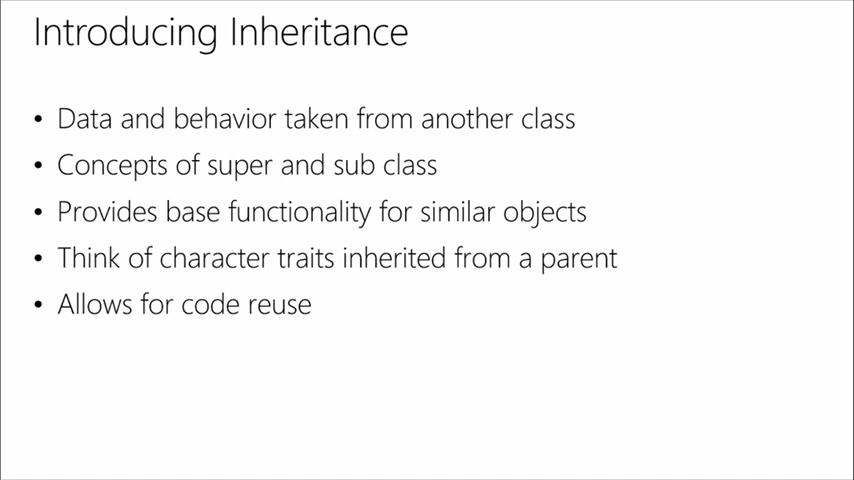 Introducing Inheritance
• Data and behavior taken from another class
• Concepts of super and sub class
• Provides base functionality for similar objects
• Think of character traits inherited from a parent
• Allows for code reuse